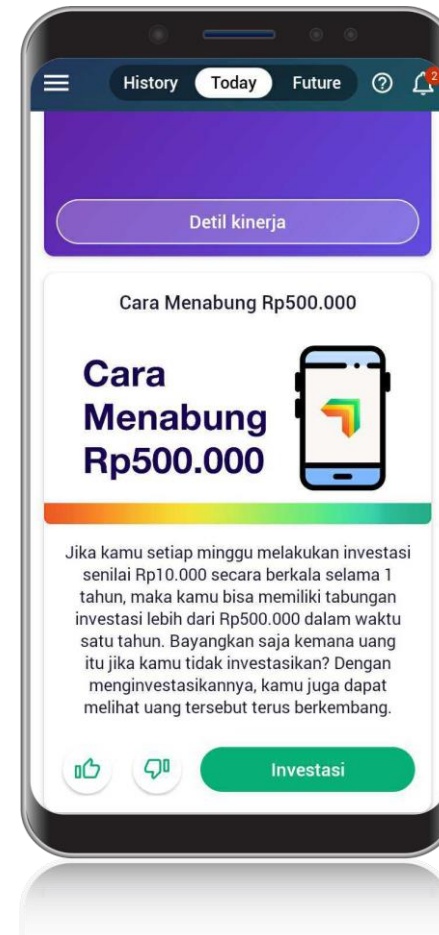 History Today Future 2
Detil kinerja
Cara Menabung Rp500.000
Cara
Menabung
Rp500.000
Jika kamu setiap minggu melakukan investasi
senilai Rp10.000 secara berkala selama 1
tahun, maka kamu bisa memiliki tabungan
investasi lebih dari Rp500.000 dalam waktu
satu tahun. Bayangkan saja kemana uang
itu jika kamu tidak investasikan? Dengan
menginvestasikannya, kamu juga dapat
melihat uang tersebut terus berkembang.
Investasi